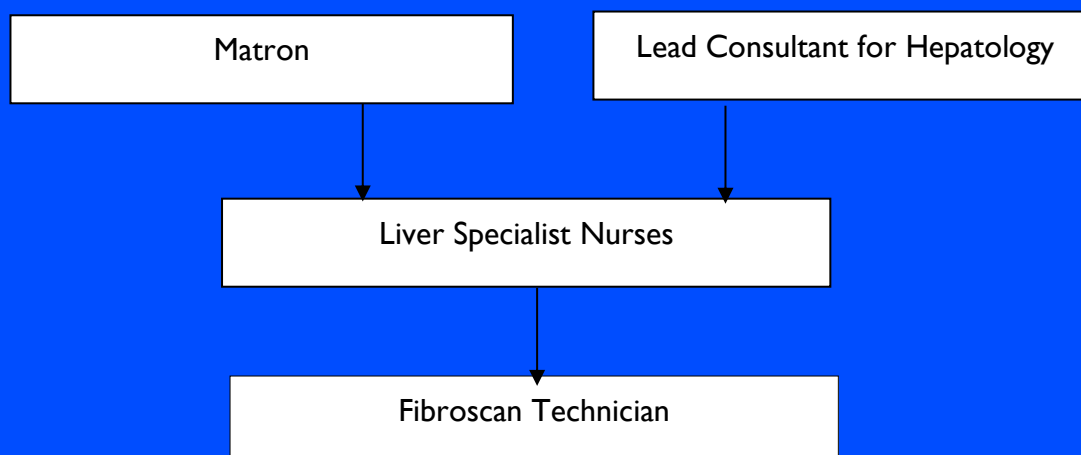 Matron
Lead Consultant for Hepatology
Liver Specialist Nurses
Fibroscan Technician